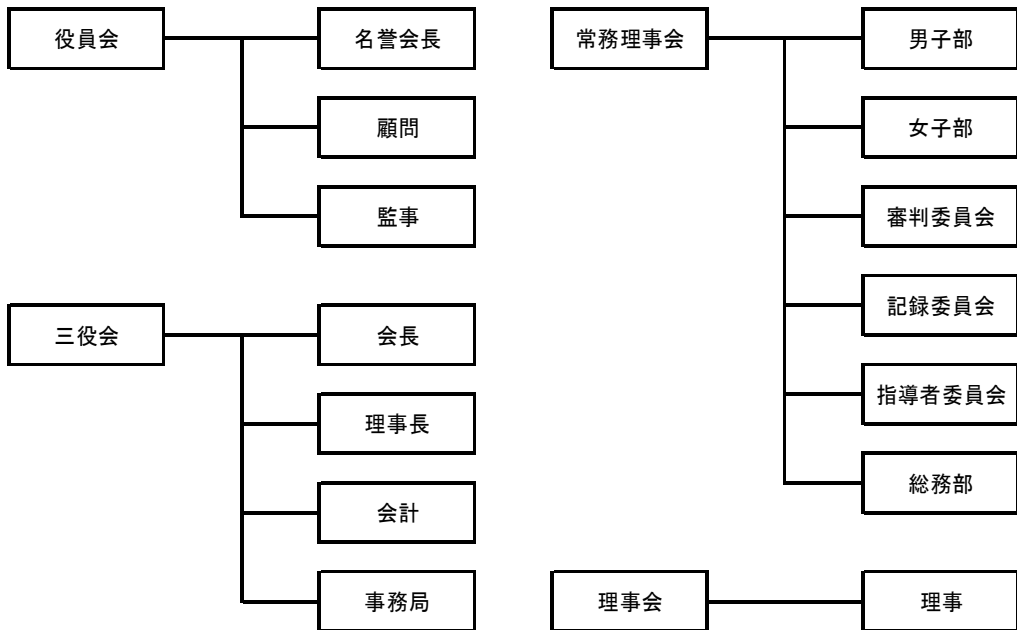 役員会
名誉会長
顧問
監事
三役会
会長
理事長
会計
事務局
常務理事会
男子部
女子部
審判委員会
記録委員会
指導者委員会
総務部
理事会
理事